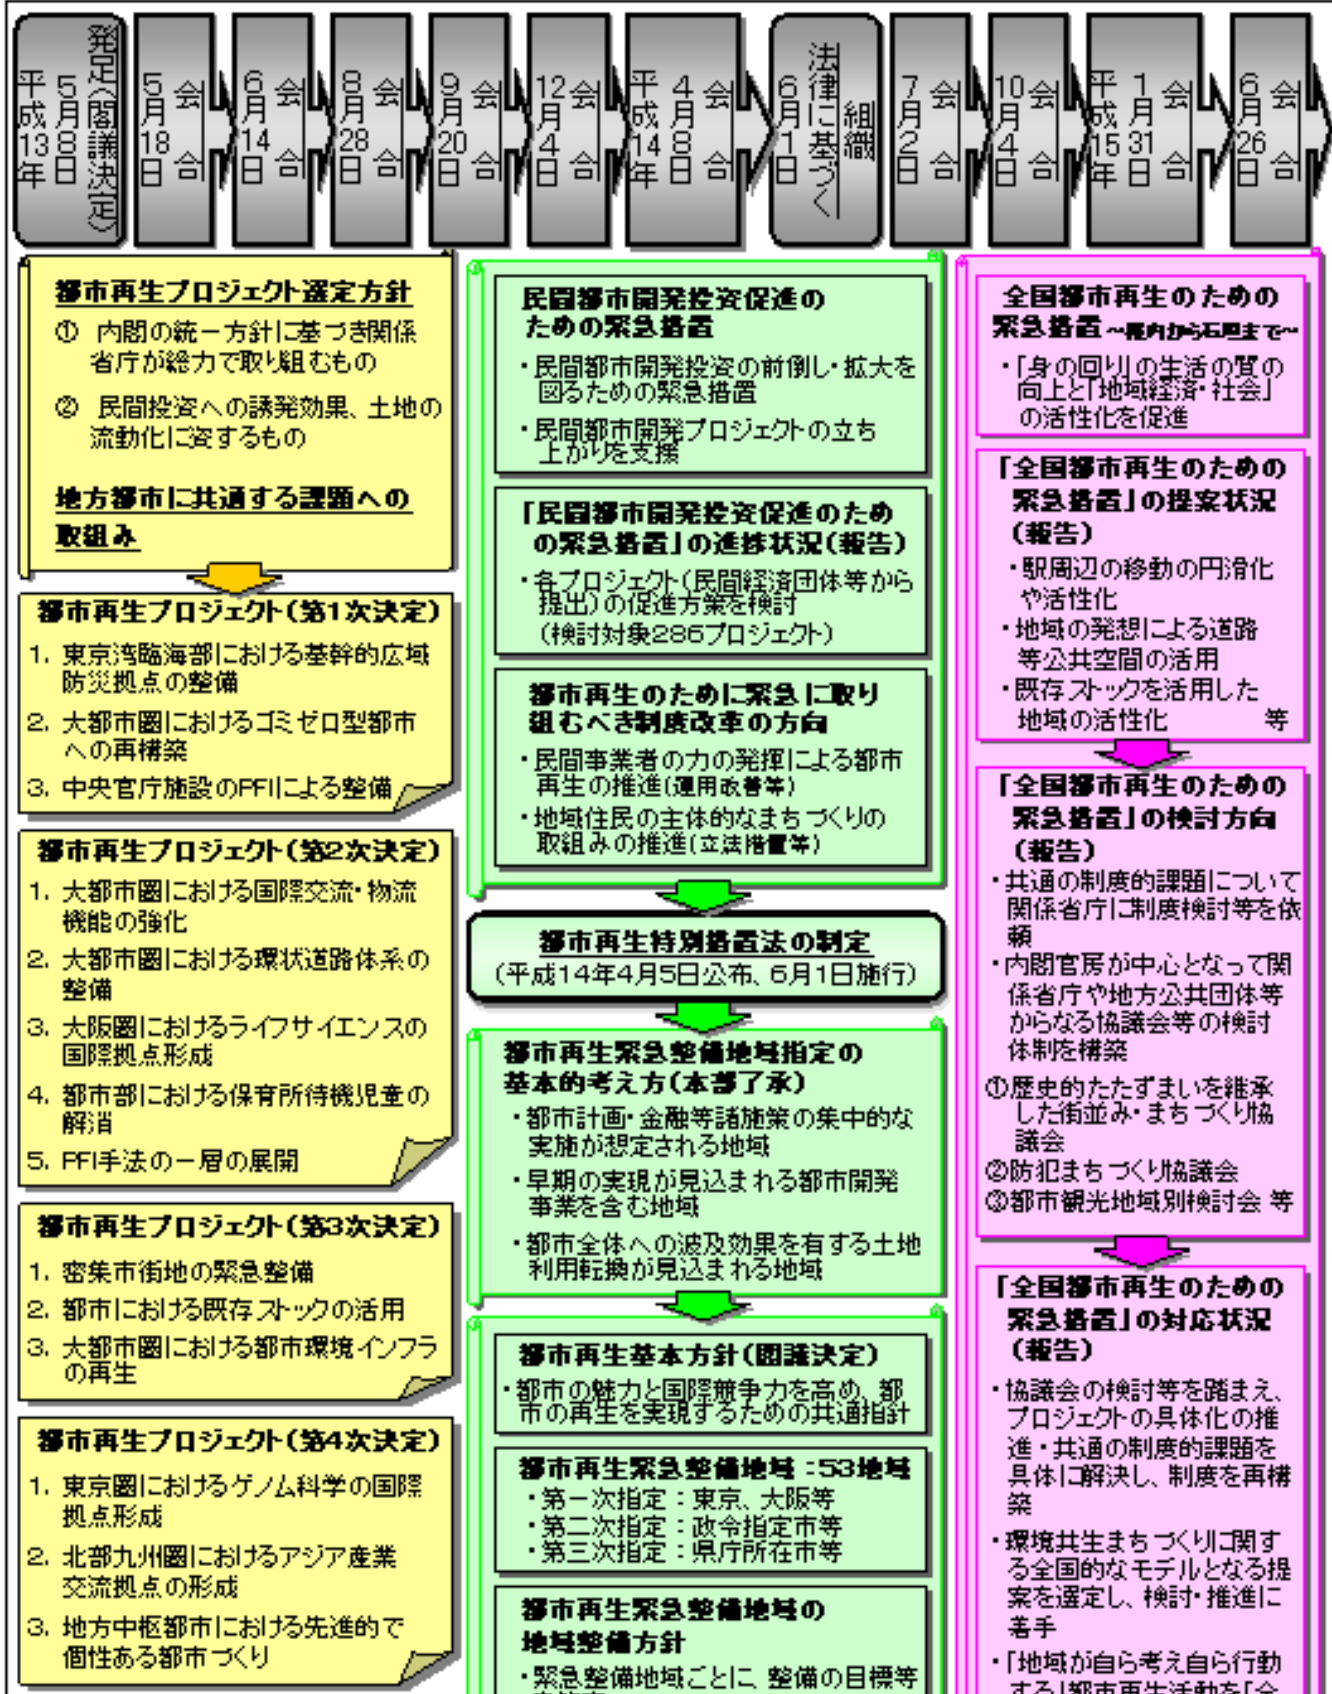 平成13年
5月8日
発足(閣議決定)
5月18日
会合
6月14日
会合
8月28日
会合
9月20日
会合
12月4日
会合
平成14年
4月8日
会合
6月1日
法律に基づく
組織
7月2日
会合
10月4日
会合
平成15年
1月31日
会合
6月26日
会合
都市再生プロジェクト選定方針
① 内閣の統一方針に基づき関係
省庁が総力で取り組むもの
② 民間投資への誘発効果、土地の
流動化に資するもの
地方都市に共通する課題への
取組み
都市再生プロジェクト(第1次決定)
1. 東京湾臨海部における基幹的広域
防災拠点の整備
2. 大都市圏におけるゴミゼロ型都市
への再構築
3. 中央官庁施設のPFIによる整備
都市再生プロジェクト(第2次決定)
1. 大都市圏における国際交流・物流
機能の強化
2. 大都市圏における環状道路体系の
整備
3. 大阪圏におけるライフサイエンスの
国際拠点形成
4. 都市部における保育所待機児童の
解消
5. PFI手法の一層の展開
都市再生プロジェクト(第3次決定)
1. 密集市街地の緊急整備
2. 都市における既存ストックの活用
3. 大都市圏における都市環境インフラ
の再生
都市再生プロジェクト(第4次決定)
1. 東京圏におけるゲノム科学の国際
拠点形成
2. 北部九州圏におけるアジア産業
交流拠点の形成
3. 地方中枢都市における先進的で
個性ある都市づくり
民間都市開発投資促進の
ための緊急措置
・民間都市開発投資の前倒し・拡大を
図るための緊急措置
・民間都市開発プロジェクトの立ち
上がりを支援
「民間都市開発投資促進のため
の緊急措置」の進捗状況(報告)
・各プロジェクト(民間経済団体等から
提出)の促進方策を検討
(検討対象286プロジェクト)
都市再生のために緊急に取り
組むべき制度改革の方向
・民間事業者の力の発揮による都市
再生の推進(運用改善等)
・地域住民の主体的なまちづくりの
取組みの推進(立法措置等)
都市再生特別措置法の制定
(平成14年4月5日公布、6月1日施行)
都市再生緊急整備地域指定の
基本的考え方(本部了承)
・都市計画・金融等諸施策の集中的な
実施が想定される地域
・早期の実現が見込まれる都市開発
事業を含む地域
・都市全体への波及効果を有する土地
利用転換が見込まれる地域
都市再生基本方針(閣議決定)
・都市の魅力と国際競争力を高め、都
市の再生を実現するための共通指針
都市再生緊急整備地域:53地域
・第一次指定:東京、大阪等
・第二次指定:政令指定市等
・第三次指定:県庁所在市等
都市再生緊急整備地域の
地域整備方針
・緊急整備地域ごとに、整備の目標等
全国都市再生のための
緊急措置~稚内から石垣まで~
・「身の回り」の生活の質の
向上と「地域経済・社会」
の活性化を促進
「全国都市再生のための
緊急措置」の提案状況
(報告)
・駅周辺の移動の円滑化
や活性化
・地域の発想による道路
等公共空間の活用
・既存ストックを活用した
地域の活性化 等
「全国都市再生のための
緊急措置」の検討方向
(報告)
・共通の制度的課題について
関係省庁に制度検討等を依
頼
・内閣官房が中心となって関
係省庁や地方公共団体等
からなる協議会等の検討
体制を構築
①歴史的たたずまいを継承
した街並み・まちづくり協
議会
②防犯まちづくり協議会
③都市観光地域別検討会 等
「全国都市再生のための
緊急措置」の対応状況
(報告)
・協議会の検討等を踏まえ、
プロジェクトの具体化の推
進・共通の制度的課題を
具体に解決し、制度を再構
築
・環境共生まちづくりに関す
る全国的なモデルとなる提
案を選定し、検討・推進に
着手
・「地域が自ら考え自ら行動
する」都市再生活動を「全